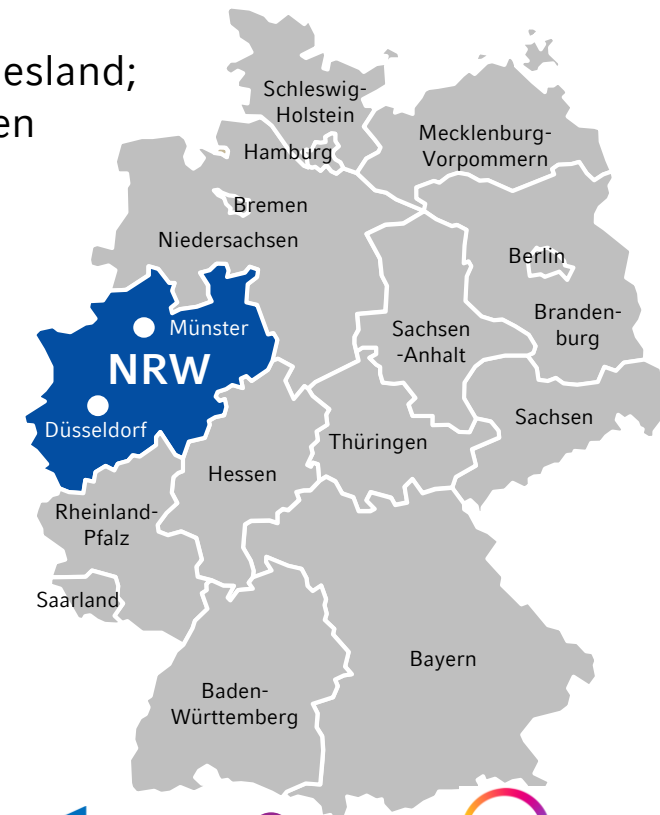 esland;
en
Schleswig-
Holstein
Mecklenburg-
Vorpommern
Hamburg
Bremen
Niedersachsen
Berlin
Branden-
burg
Münster
Sachsen
-Anhalt
NRW
Düsseldorf
Sachsen
Thüringen
Hessen
Rheinland-
Pfalz
Saarland
Bayern
Baden-
Württemberg